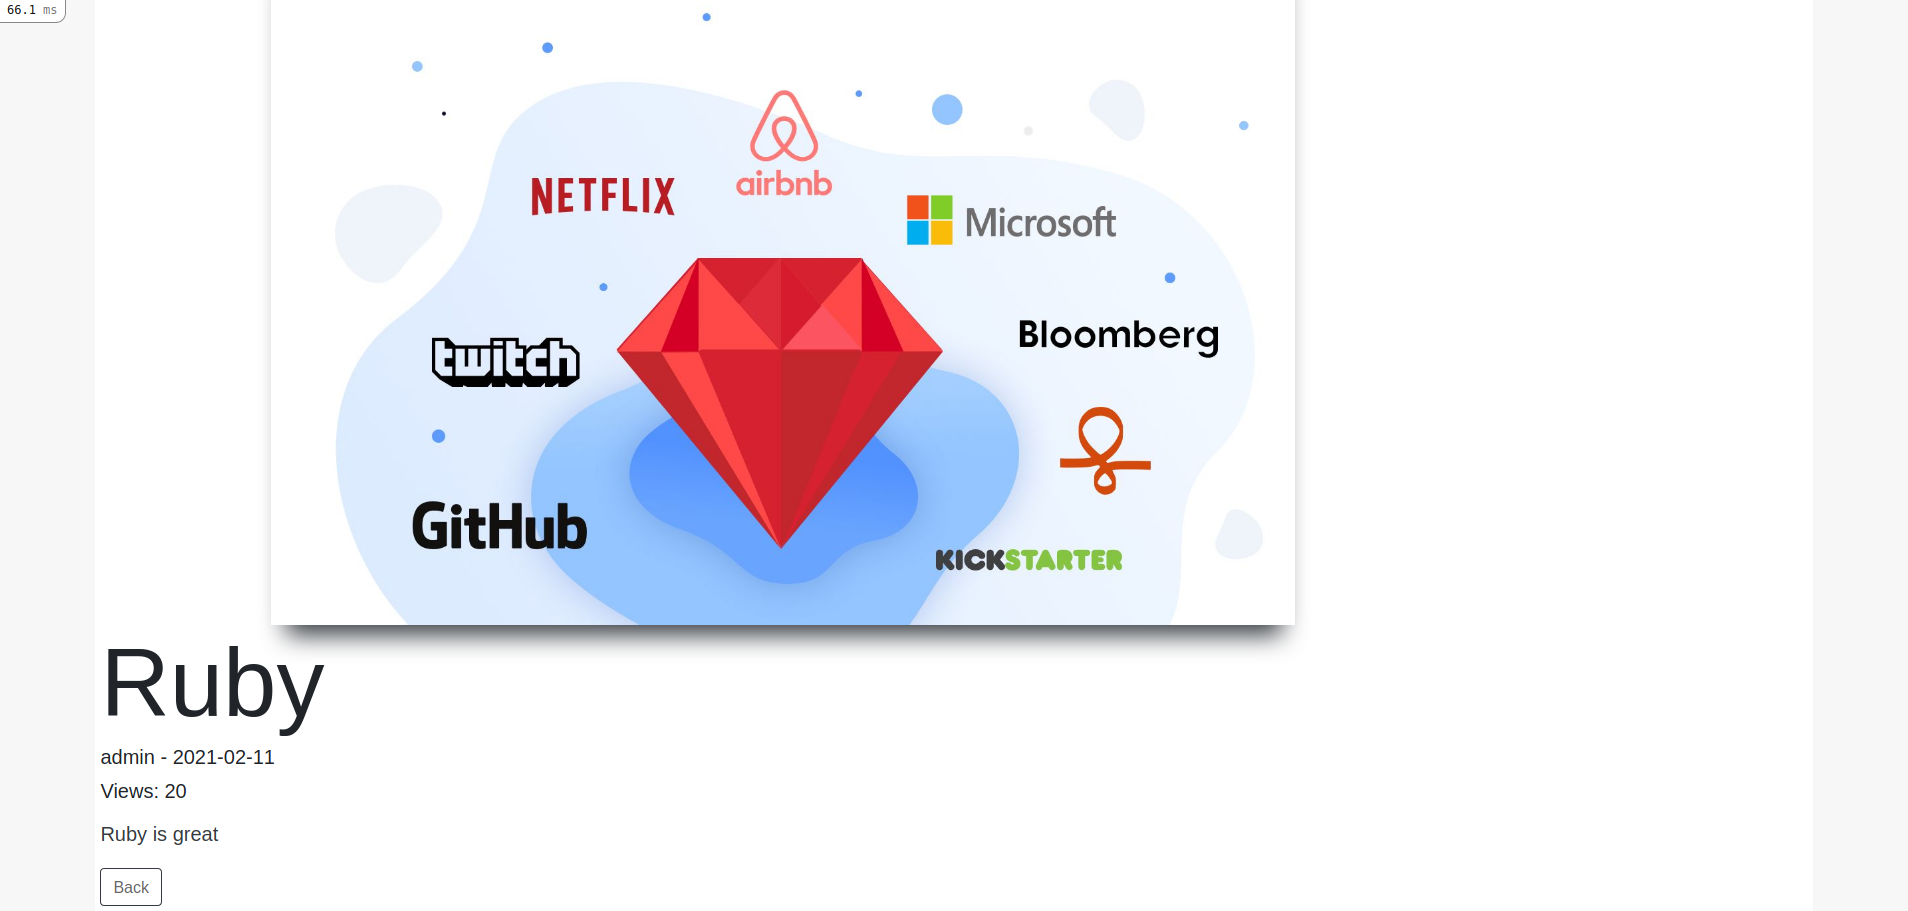 66.1 ms
airbnb
NETFLIX
Microsoft
Bloomberg
twitch
GitHub
KICKSTARTER
Ruby
admin - 2021-02-11
Views: 20
Ruby is great
Back